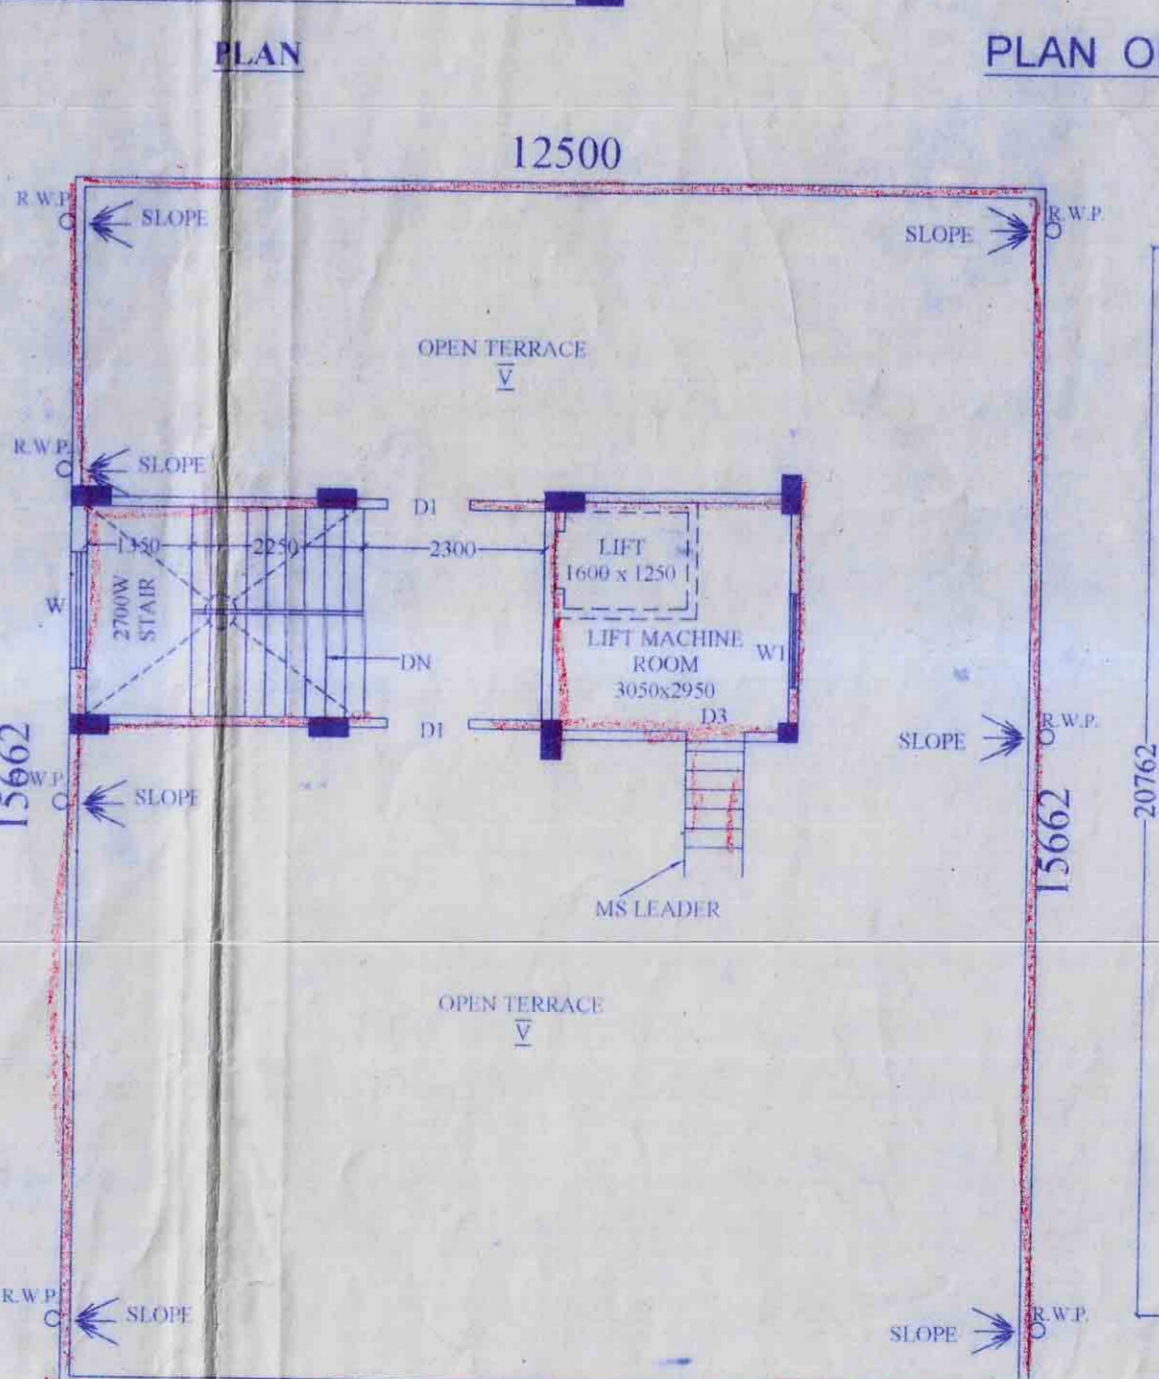 PLAN
PLAN O
12500
R.W.P
SLOPE
SLOPE
R.W.P.
OPEN TERRACE
V
R.W.P.
SLOPE
D1
1350
2250
2300
LIFT
1600 x 1250
W
2700W
STAIR
DN
LIFT MACHINE
ROOM
3050x2950
W1
D3
D1
R.W.P.
SLOPE
15662
W.P
SLOPE
20762
15662
MS LEADER
OPEN TERRACE
V
R.W.P.
SLOPE
SLOPE
R.W.P.